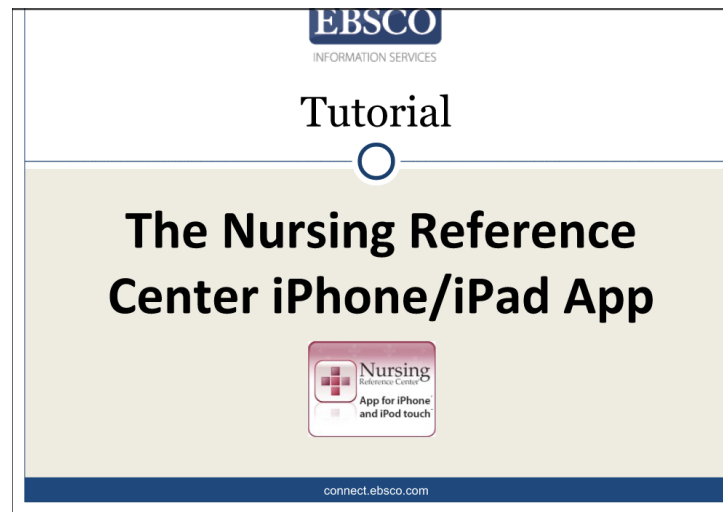 EBSCO
INFORMATION SERVICES
Tutorial
The Nursing Reference
Center iPhone/iPad App
Nursing
Reference Center
App for iPhone
and iPod touch
connect.ebsco.com